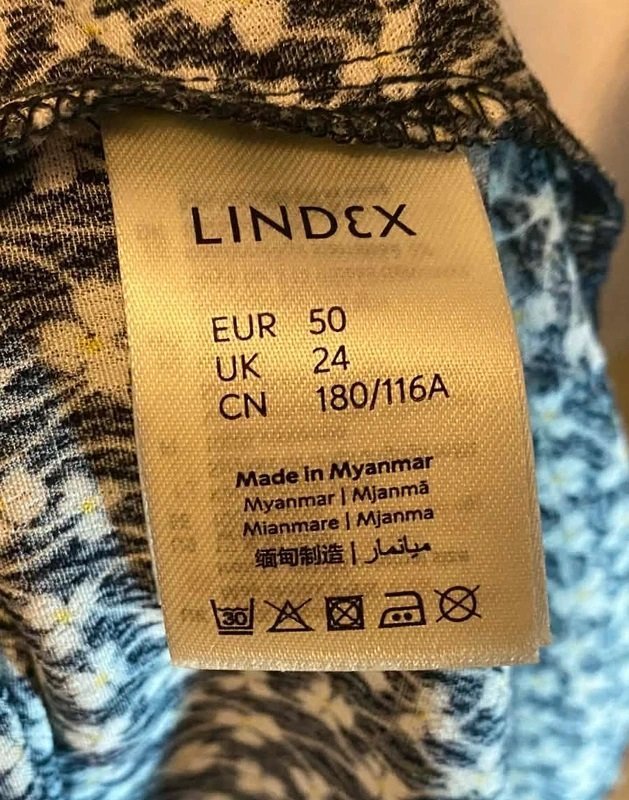 LINDEX
EUR 50
UK 24
CN 180/116A
Made in Myanmar
Myanmar | Mjanmā
Mianmare | Mjanma
缅甸制造 | ميانمار
30